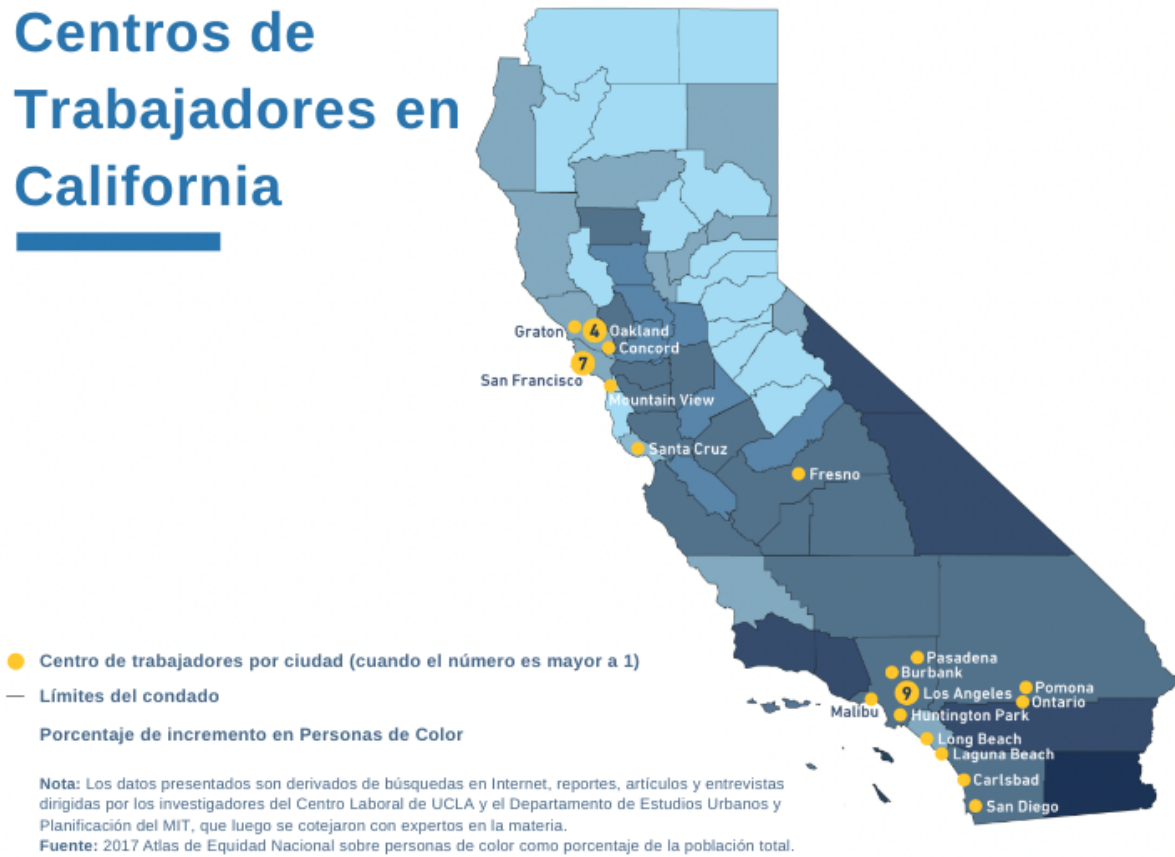 Centros de
Trabajadores en
California
Graton
4 Oakland
Concord
7
San Francisco
Mountain View
Santa Cruz
Fresno
Centro de trabajadores por ciudad (cuando el número es mayor a 1)
Límites del condado
Porcentaje de incremento en Personas de Color
Pasadena
Burbank
9 Los Angeles
Pomona
Ontario
Malibu
Huntington Park
Long Beach
Laguna Beach
Carlsbad
San Diego
Nota: Los datos presentados son derivados de búsquedas en Internet, reportes, artículos y entrevistas
dirigidas por los investigadores del Centro Laboral de UCLA y el Departamento de Estudios Urbanos y
Planificación del MIT, que luego se cotejaron con expertos en la materia.
Fuente: 2017 Atlas de Equidad Nacional sobre personas de color como porcentaje de la población total.